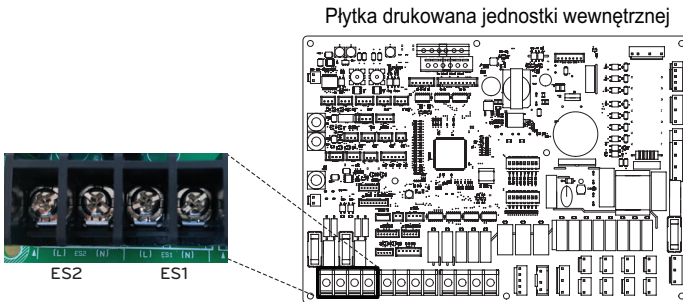 Płytka drukowana jednostki wewnętrznej
(L) ES2 (N) (L) ES1 (N)
ES2 ES1